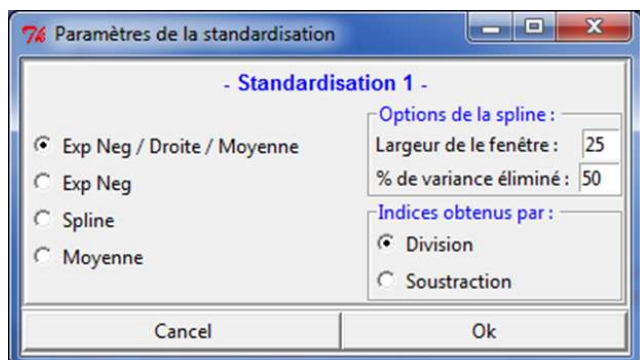 Paramètres de la standardisation
- Standardisation 1 -
Exp Neg / Droite / Moyenne
Exp Neg
Spline
Moyenne
Options de la spline :
Largeur de le fenêtre : 25
% de variance éliminé : 50
Indices obtenus par :
Division
Soustraction
Cancel
Ok